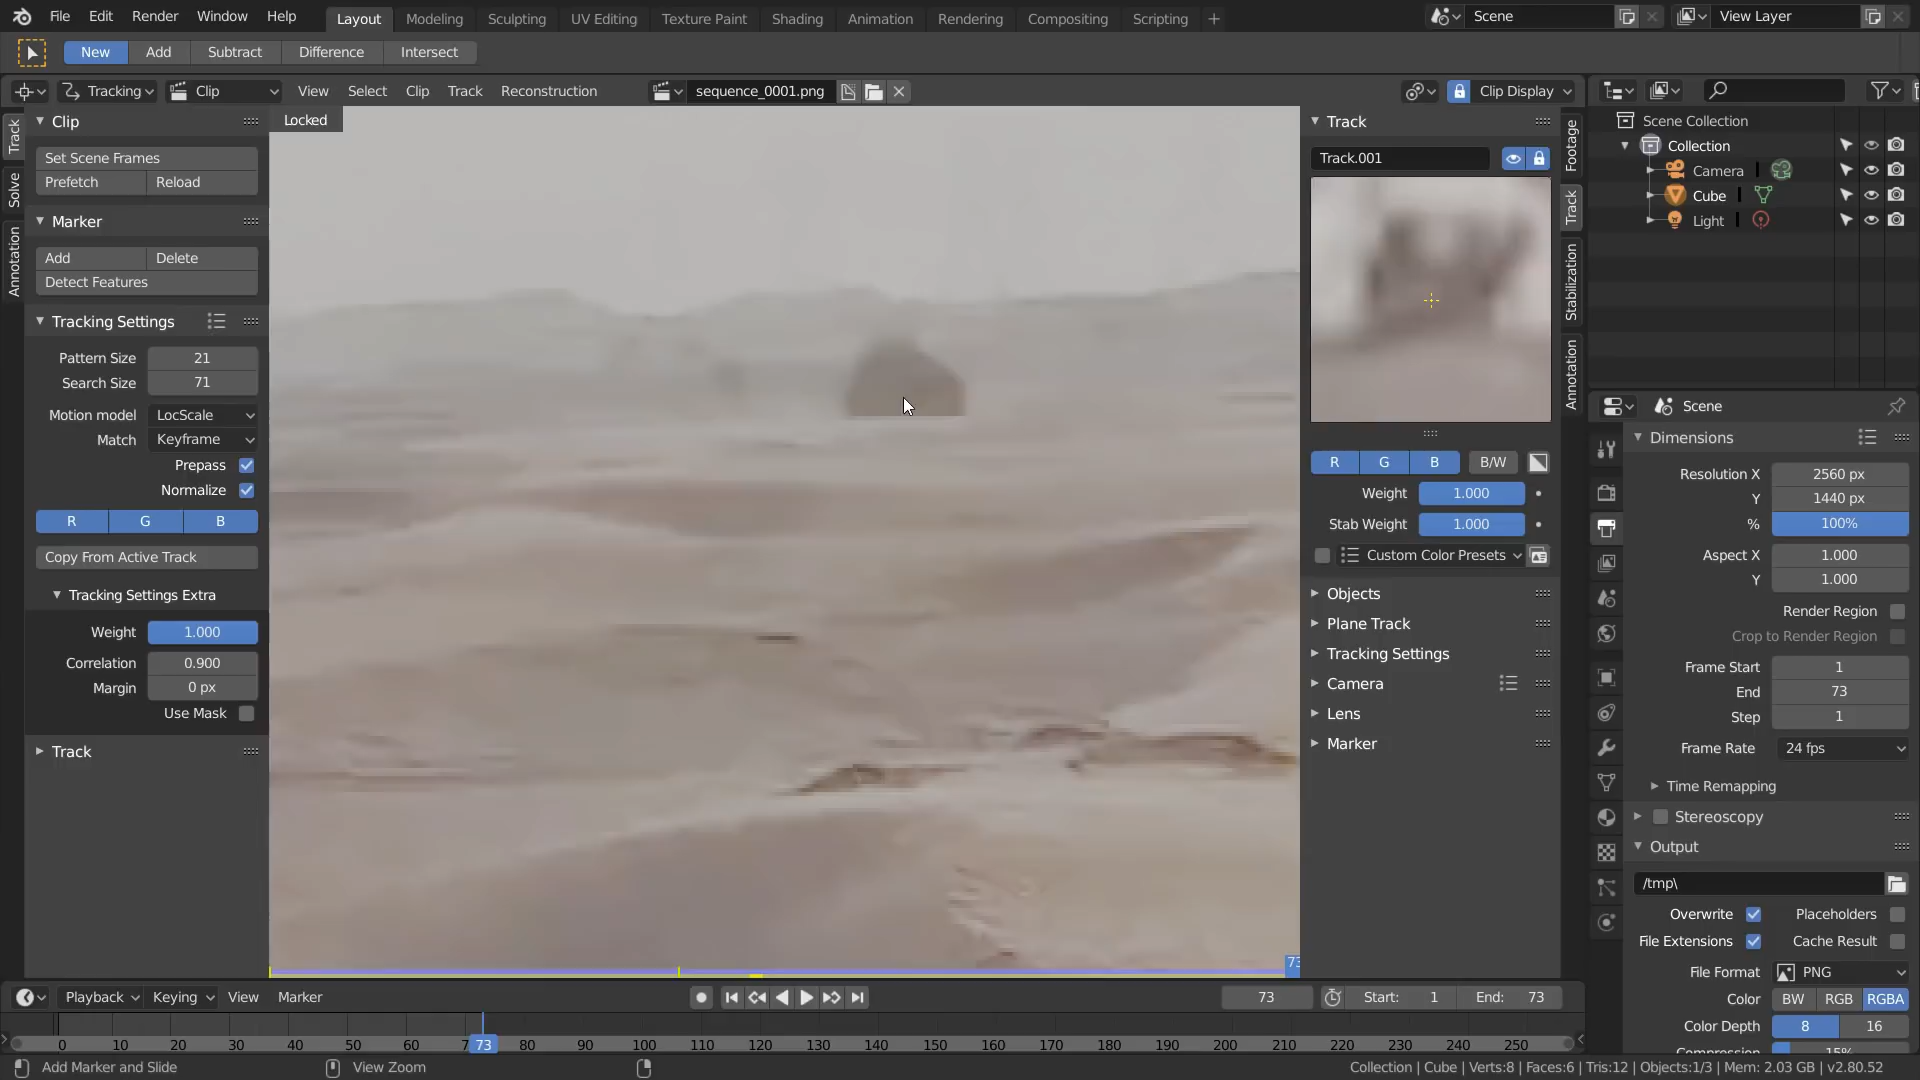 File Edit Render Window Help Layout Modeling Sculpting UV Editing Texture Paint Shading Animation Rendering Compositing Scripting + Scene View Layer
New Add Subtract Difference Intersect
Tracking Clip View Select Clip Track Reconstruction sequence_0001.png Clip Display
Track
Solve
Annotation
Clip
Set Scene Frames
Prefetch Reload
Marker
Add Delete
Detect Features
Tracking Settings
Pattern Size 21
Search Size 71
Motion model LocScale
Match Keyframe
Prepass
Normalize
R G B
Copy From Active Track
Tracking Settings Extra
Weight 1.000
Correlation 0.900
Margin 0 px
Use Mask
Track
Locked
73
Track
Track.001
R G B B/W
Weight 1.000
Stab Weight 1.000
Custom Color Presets
Objects
Plane Track
Tracking Settings
Camera
Lens
Marker
Footage
Track
Stabilization
Annotation
Scene Collection
Collection
Camera
Cube
Light
Scene
Dimensions
Resolution X 2560 px
Y 1440 px
% 100%
Aspect X 1.000
Y 1.000
Render Region
Crop to Render Region
Frame Start 1
End 73
Step 1
Frame Rate 24 fps
Time Remapping
Stereoscopy
Output
/tmp\
Overwrite Placeholders
File Extensions Cache Result
File Format PNG
Color BW RGB RGBA
Color Depth 8 16
Compression 15%
Playback Keying View Marker 73 Start: 1 End: 73
0 10 20 30 40 50 60 7 73 80 90 100 110 120 130 140 150 160 170 180 190 200 210 220 230 240 250
Add Marker and Slide View Zoom Collection | Cube | Verts:8 | Faces:6 | Tris:12 | Objects:1/3 | Mem: 2.03 GB | v2.80.52